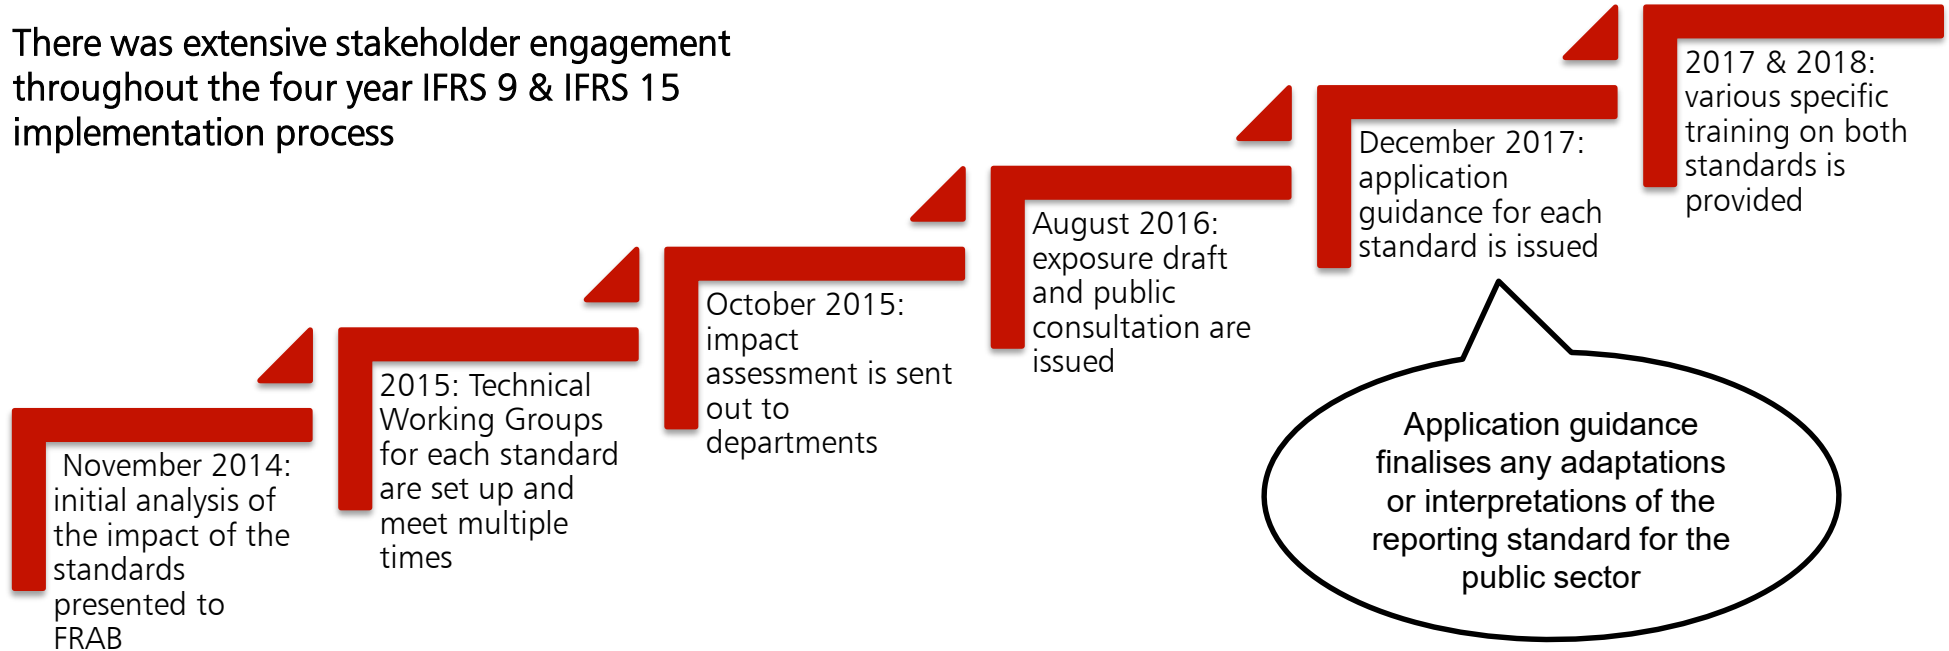 There was extensive stakeholder engagement
throughout the four year IFRS 9 & IFRS 15
implementation process
November 2014:
initial analysis of
the impact of the
standards
presented to
FRAB
2015: Technical
Working Groups
for each standard
are set up and
meet multiple
times
October 2015:
impact
assessment is sent
out to
departments
August 2016:
exposure draft
and public
consultation are
issued
December 2017:
application
guidance for each
standard is issued
2017 & 2018:
various specific
training on both
standards is
provided
Application guidance
finalises any adaptations
or interpretations of the
reporting standard for the
public sector